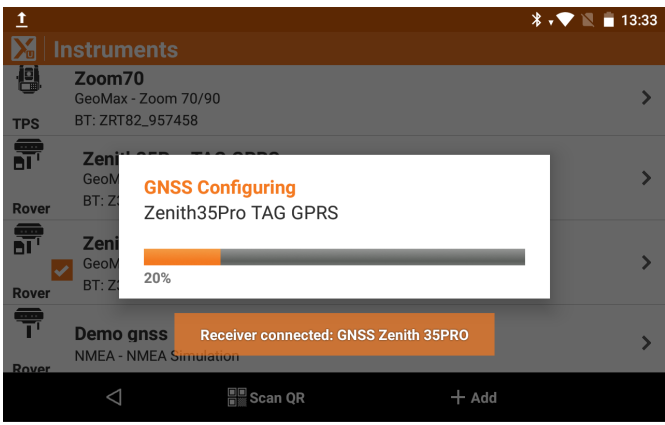 13:33
Instruments
Zoom70
GeoMax - Zoom 70/90
TPS
BT: ZRT82_957458
GNSS Configuring
Zenith35Pro TAG GPRS
20%
Rover
Rover
Receiver connected: GNSS Zenith 35PRO
Demo gnss
NMEA - NMEA Simulation
Rover
Scan QR
Add